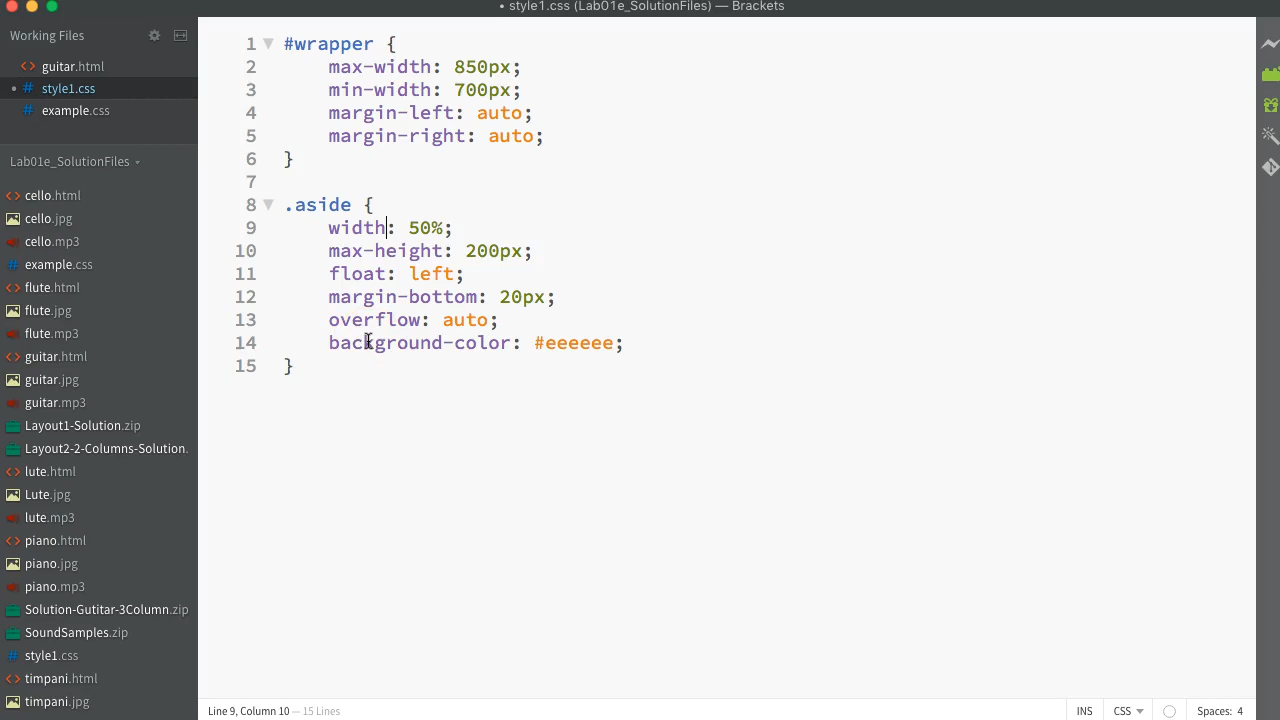 • style1.css (Lab01e_SolutionFiles) — Brackets
Working Files
guitar.html
• style1.css
example.css
Lab01e_SolutionFiles
cello.html
cello.jpg
cello.mp3
example.css
flute.html
flute.jpg
flute.mp3
guitar.html
guitar.jpg
guitar.mp3
Layout1-Solution.zip
Layout2-2-Columns-Solution.
lute.html
Lute.jpg
lute.mp3
piano.html
piano.jpg
piano.mp3
Solution-Gutitar-3Column.zip
SoundSamples.zip
style1.css
timpani.html
timpani.jpg
1 #wrapper {
2 max-width: 850px;
3 min-width: 700px;
4 margin-left: auto;
5 margin-right: auto;
6 }
7
8 .aside {
9 width: 50%;
10 max-height: 200px;
11 float: left;
12 margin-bottom: 20px;
13 overflow: auto;
14 background-color: #eeeeee;
15 }
Line 9, Column 10 — 15 Lines
INS
CSS
Spaces: 4